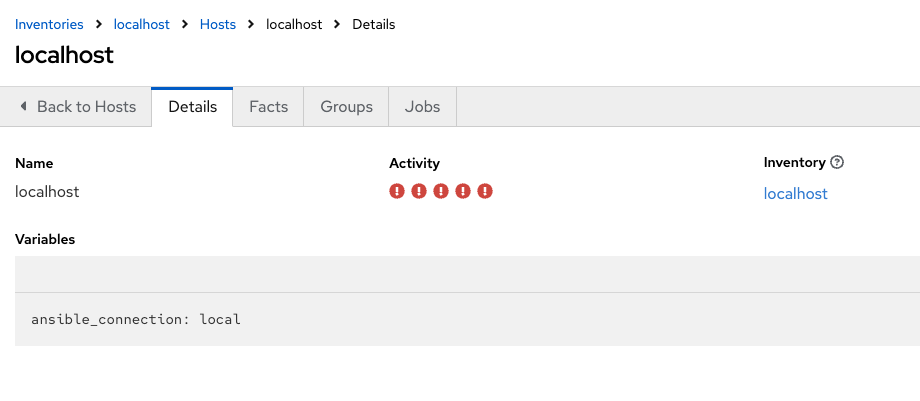 Inventories > localhost > Hosts > localhost > Details
localhost
Back to Hosts Details Facts Groups Jobs
Name Activity Inventory
localhost localhost
Variables
ansible_connection: local